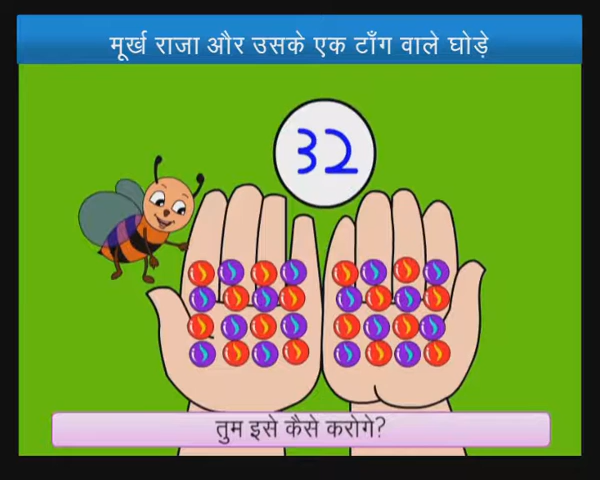 मूर्ख राजा और उसके एक टाँग वाले घोड़े
32
तुम इसे कैसे करोगे?